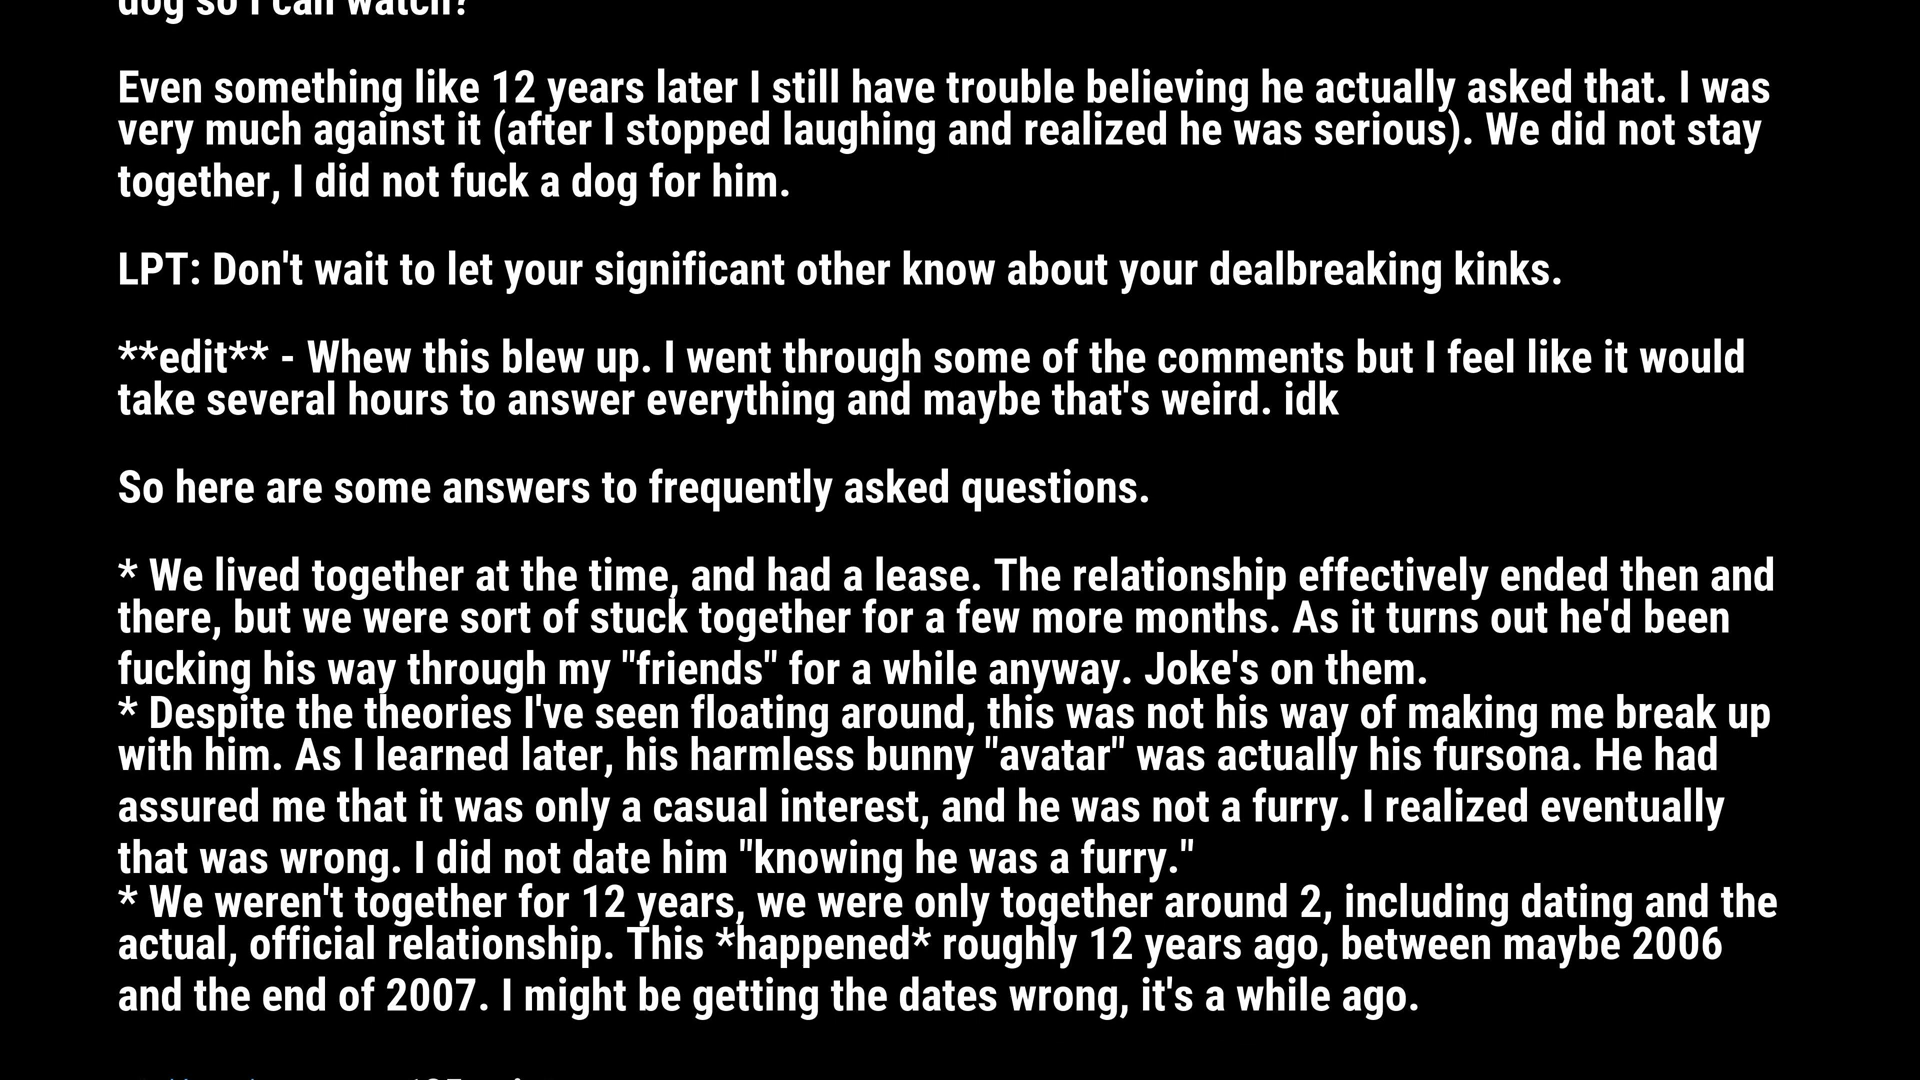 dog so I can watch?
Even something like 12 years later I still have trouble believing he actually asked that. I was
very much against it (after I stopped laughing and realized he was serious). We did not stay
together, I did not fuck a dog for him.
LPT: Don't wait to let your significant other know about your dealbreaking kinks.
**edit** - Whew this blew up. I went through some of the comments but I feel like it would
take several hours to answer everything and maybe that's weird. idk
So here are some answers to frequently asked questions.
* We lived together at the time, and had a lease. The relationship effectively ended then and
there, but we were sort of stuck together for a few more months. As it turns out he'd been
fucking his way through my "friends" for a while anyway. Joke's on them.
* Despite the theories I've seen floating around, this was not his way of making me break up
with him. As I learned later, his harmless bunny "avatar" was actually his fursona. He had
assured me that it was only a casual interest, and he was not a furry. I realized eventually
that was wrong. I did not date him "knowing he was a furry."
* We weren't together for 12 years, we were only together around 2, including dating and the
actual, official relationship. This *happened* roughly 12 years ago, between maybe 2006
and the end of 2007. I might be getting the dates wrong, it's a while ago.